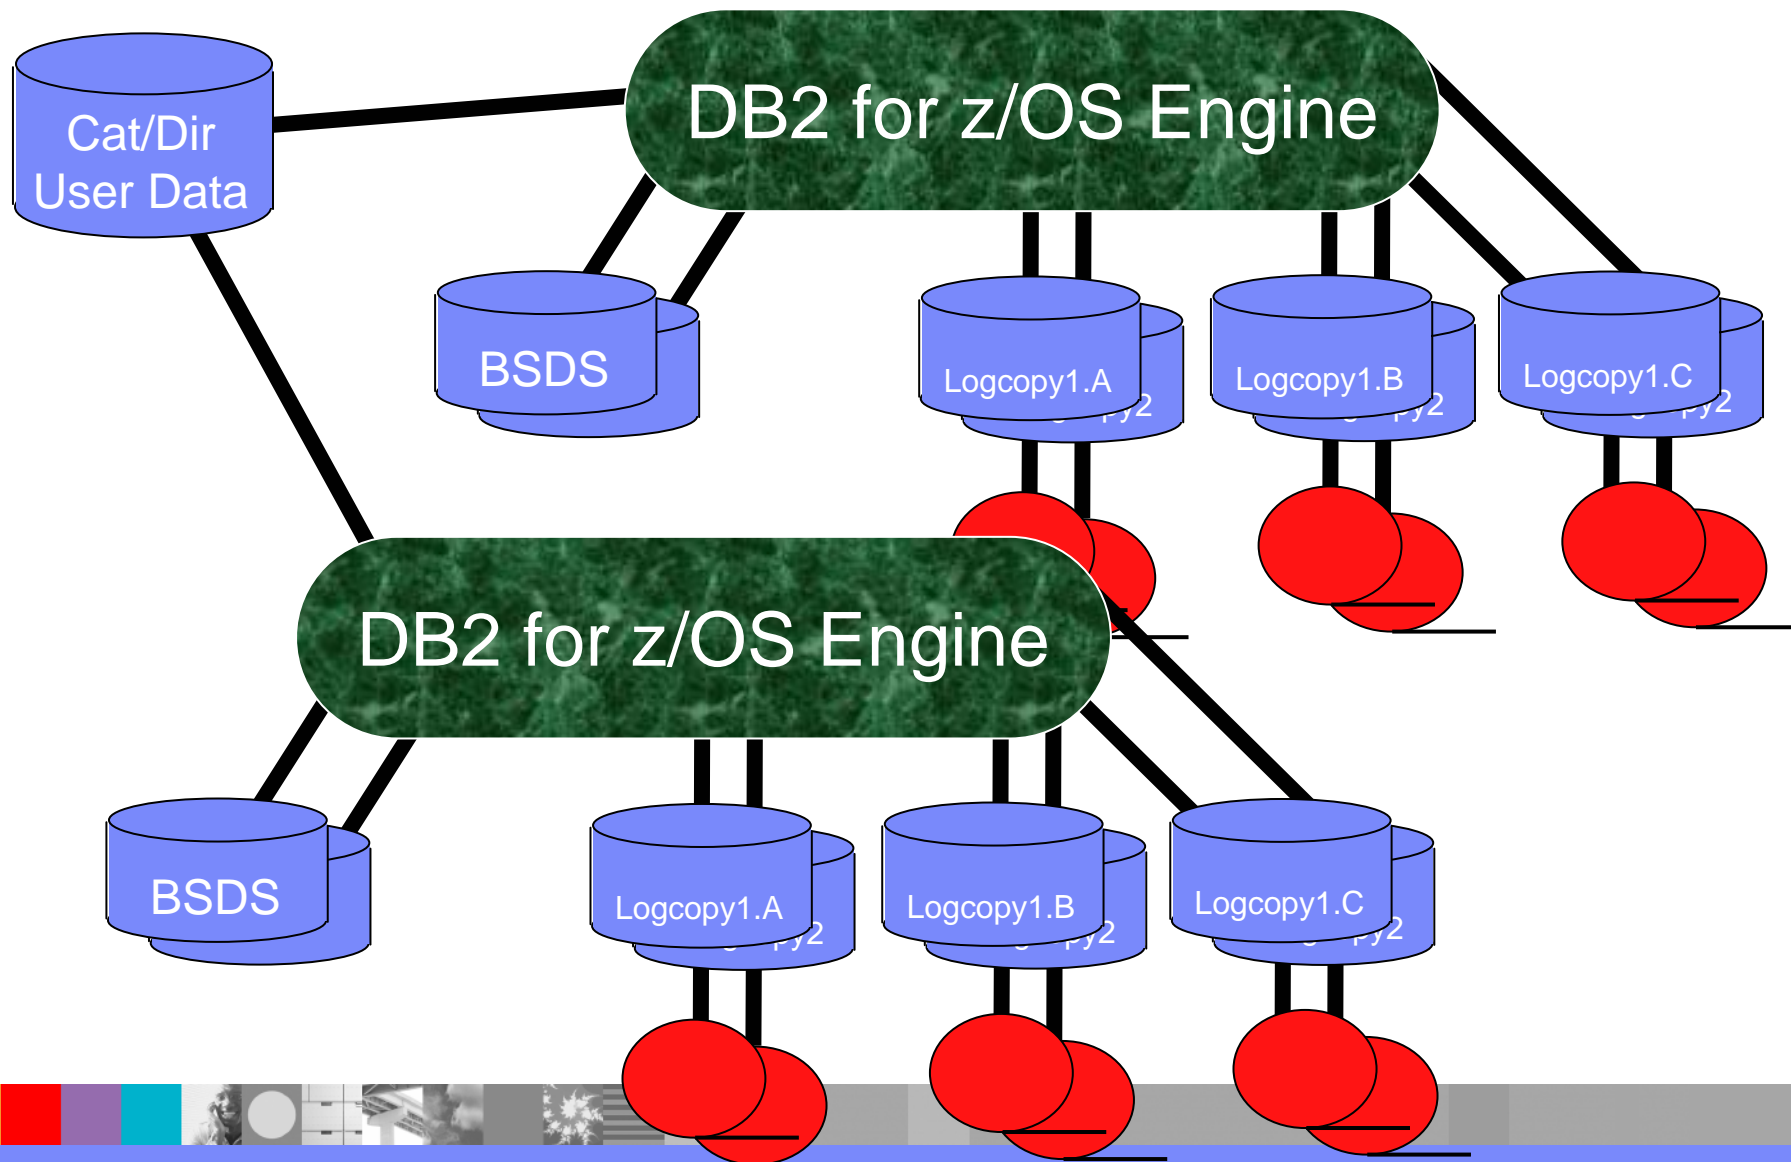 DB2 for z/OS Engine
Cat/Dir
User Data
BSDS
Logcopy1.A
Logcopy1.B
Logcopy1.C
DB2 for z/OS Engine
BSDS
Logcopy1.A
Logcopy1.B
Logcopy1.C